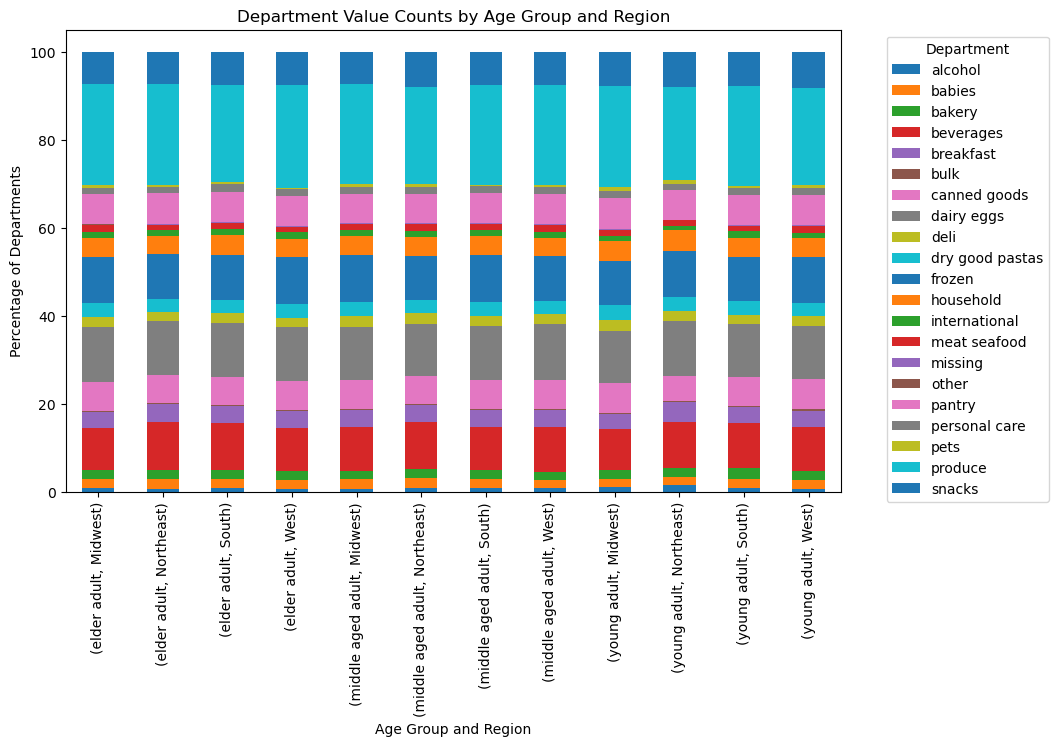 Department Value Counts by Age Group and Region
Percentage of Departments
100
80
60
40
20
0
(elder adult, Midwest)
(elder adult, Northeast)
(elder adult, South)
(elder adult, West)
(middle aged adult, Midwest)
(middle aged adult, Northeast)
(middle aged adult, South)
(middle aged adult, West)
(young adult, Midwest)
(young adult, Northeast)
(young adult, South)
(young adult, West)
Age Group and Region
Department
alcohol
babies
bakery
beverages
breakfast
bulk
canned goods
dairy eggs
deli
dry good pastas
frozen
household
international
meat seafood
missing
other
pantry
personal care
pets
produce
snacks